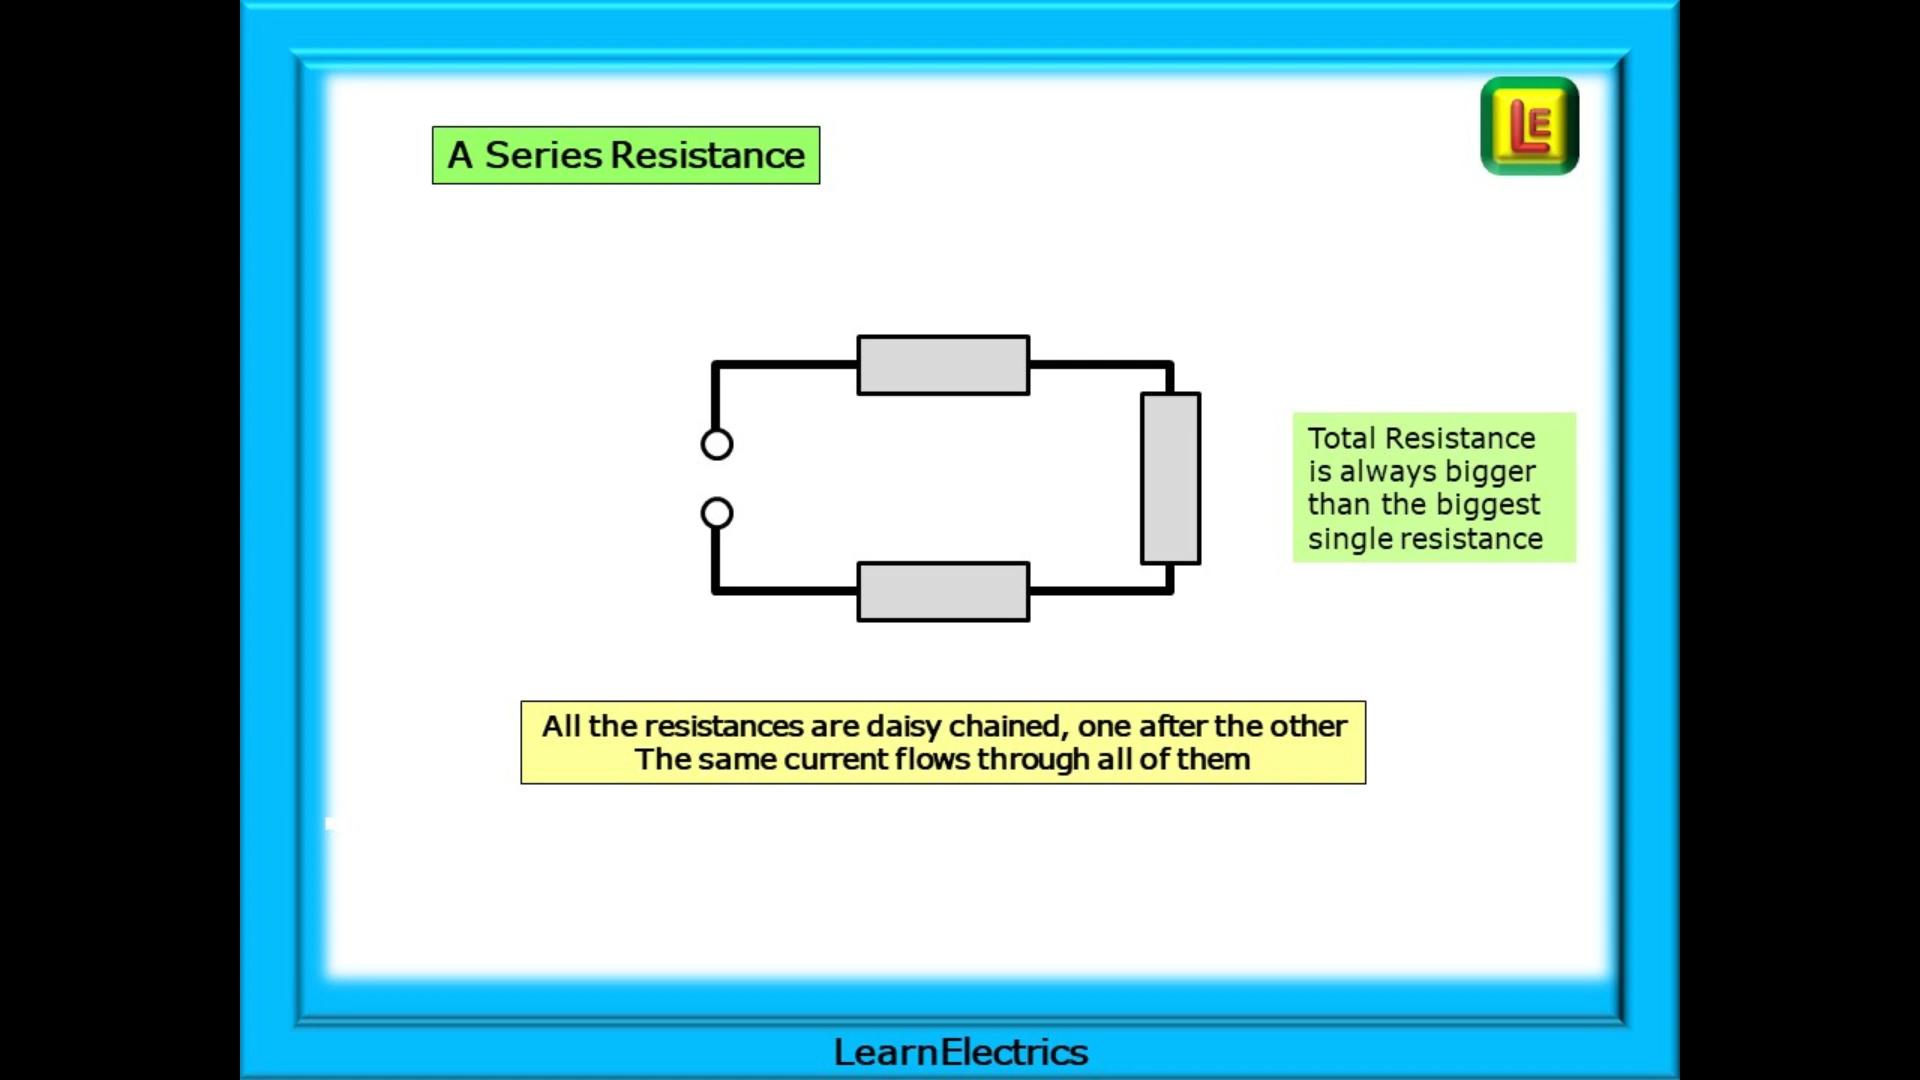 A Series Resistance
LE
Total Resistance
is always bigger
than the biggest
single resistance
All the resistances are daisy chained, one after the other
The same current flows through all of them
LearnElectrics